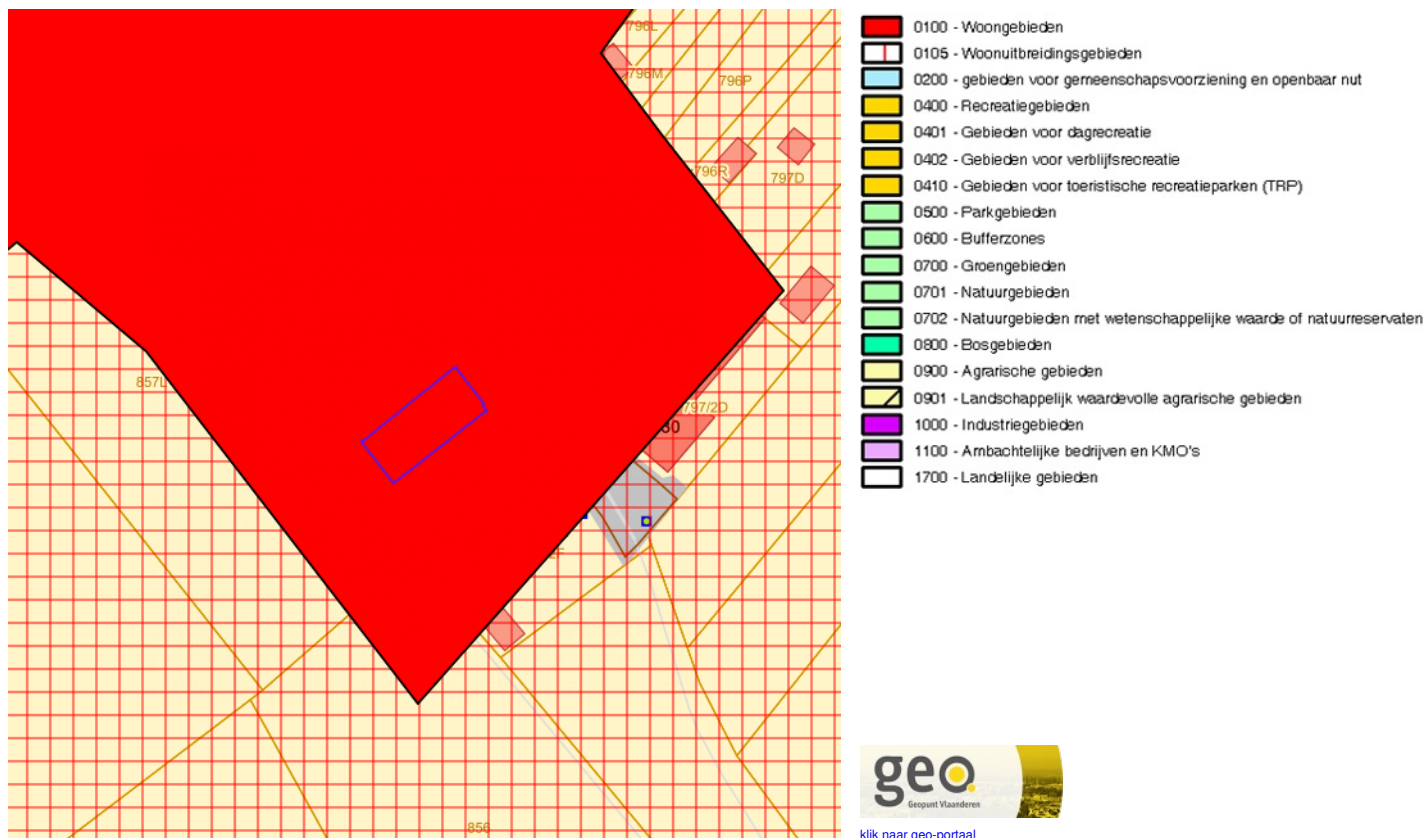 796L
796M
796P
796R
797D
857L
797/2D
30
856
0100 - Woongebieden
0105 - Woonuitbreidingsgebieden
0200 - gebieden voor gemeenschapsvoorziening en openbaar nut
0400 - Recreatiegebieden
0401 - Gebieden voor dagrecreatie
0402 - Gebieden voor verblijfsrecreatie
0410 - Gebieden voor toeristische recreatieparken (TRP)
0500 - Parkgebieden
0600 - Bufferzones
0700 - Groengebieden
0701 - Natuurgebieden
0702 - Natuurgebieden met wetenschappelijke waarde of natuurreservaten
0800 - Bosgebieden
0900 - Agrarische gebieden
0901 - Landschappelijk waardevolle agrarische gebieden
1000 - Industriegebieden
1100 - Ambachtelijke bedrijven en KMO's
1700 - Landelijke gebieden
geo.
Geopunt Vlaanderen
klik naar geo-portaal